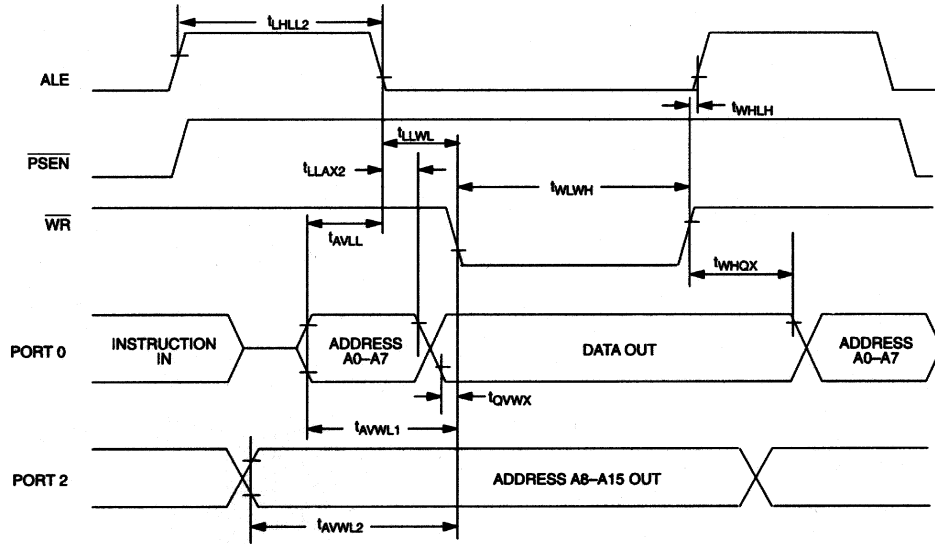 tLHLL2
ALE
tWHLH
tLLWL
PSEN
tLLAX2
tWLWH
WR
tAVLL
tWHQX
PORT 0
INSTRUCTION
IN
ADDRESS
A0–A7
DATA OUT
ADDRESS
A0–A7
tQVWX
tAVWL1
PORT 2
ADDRESS A8–A15 OUT
tAVWL2